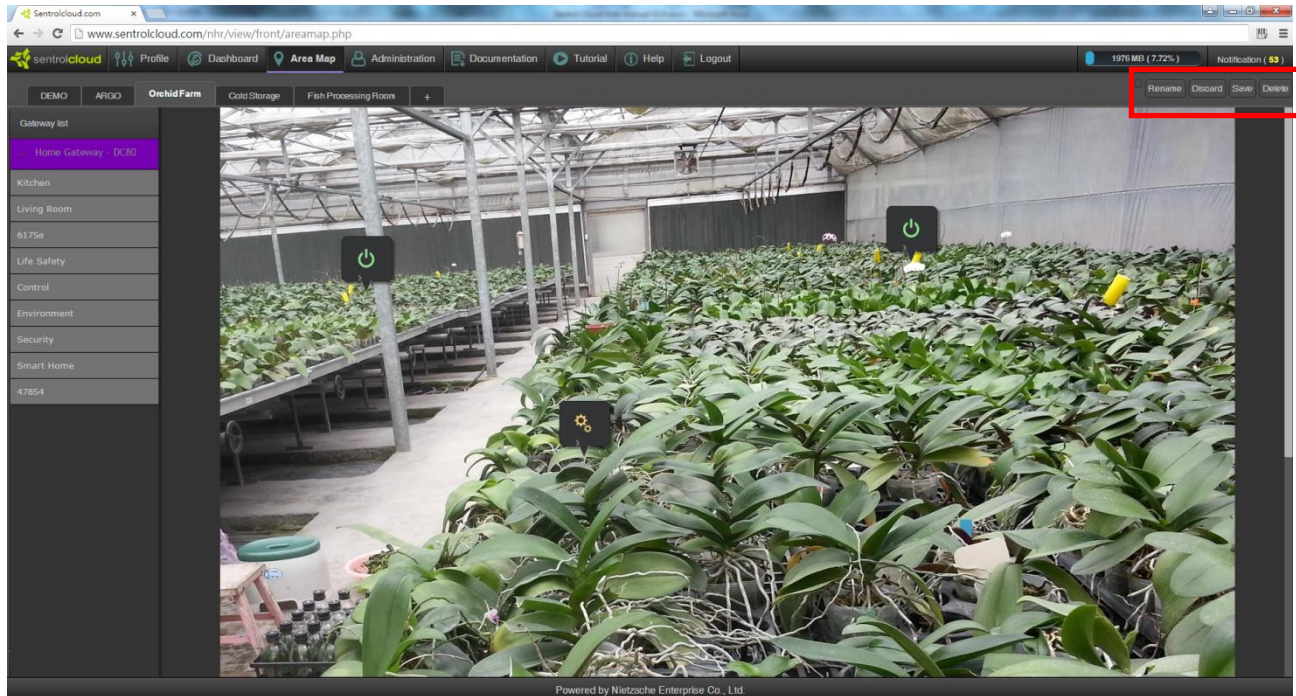 Sentrolcloud.com
www.sentrolcloud.com/nhr/view/front/areamap.php
sentrolcloud Profile Dashboard Area Map Administration Documentation Tutorial Help Logout 1976 MB ( 7.72% ) Notification ( 53 )
DEMO ARGO Orchid Farm Cold Storage Fish Processing Room + Rename Discard Save Delete
Gateway list
Home Gateway - DC80
Kitchen
Living Room
6175e
Life Safety
Control
Environment
Security
Smart Home
47854
Powered by Nietzsche Enterprise Co., Ltd.